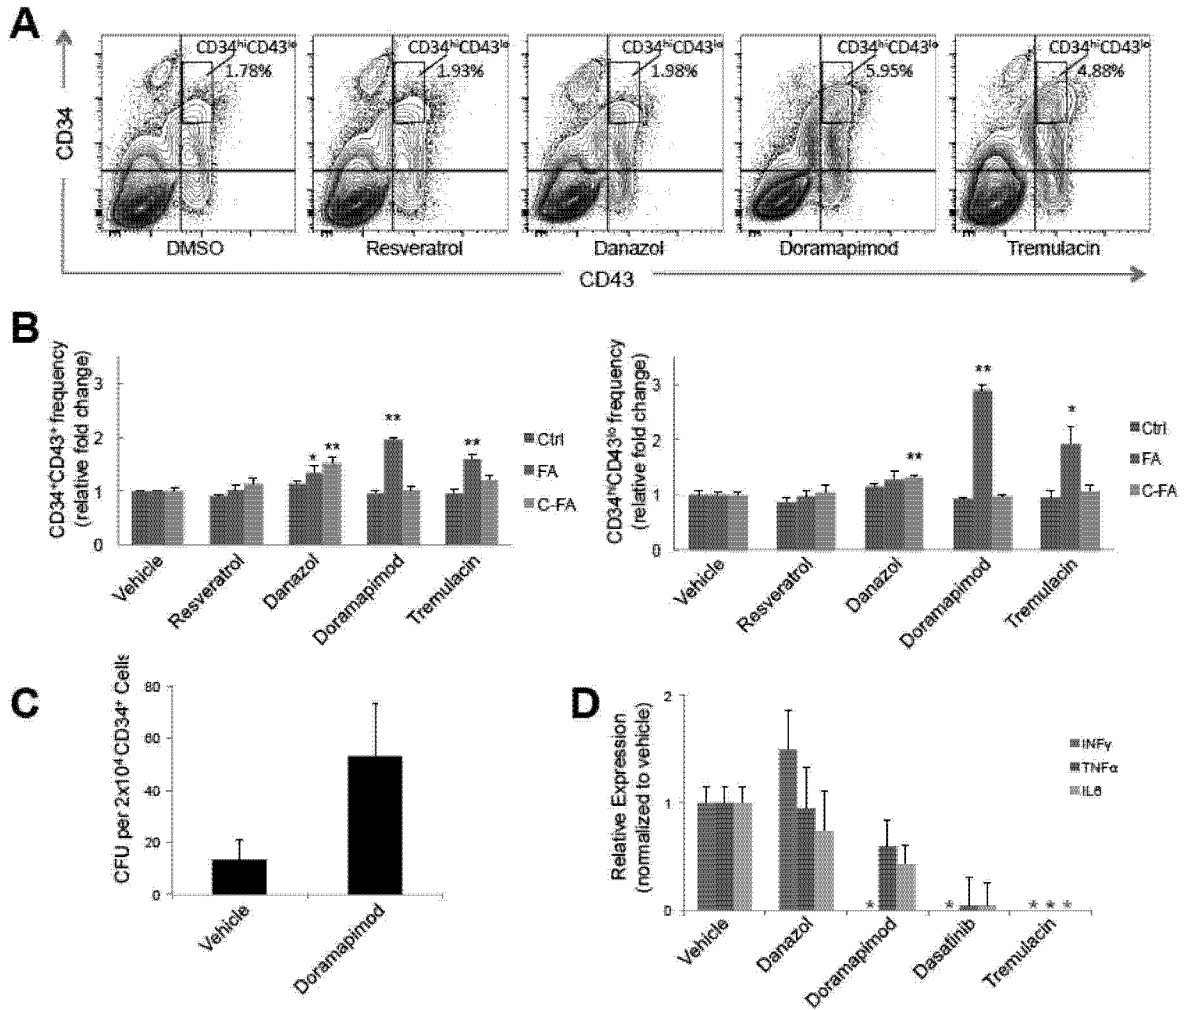 A
CD34
CD34hiCD43lo
1.78%
CD34hiCD43lo
1.93%
CD34hiCD43lo
1.98%
CD34hiCD43lo
5.95%
CD34hiCD43lo
4.88%
DMSO
Resveratrol
Danazol
Doramapimod
Tremulacin
CD43
B
CD34+CD43+ frequency
(relative fold change)
3
2
1
0
*
**
**
**
Ctrl
FA
C-FA
Vehicle
Resveratrol
Danazol
Doramapimod
Tremulacin
CD34hiCD43lo frequency
(relative fold change)
3
2
1
0
**
**
*
Ctrl
FA
C-FA
Vehicle
Resveratrol
Danazol
Doramapimod
Tremulacin
C
CFU per 2x10⁴ CD34+ Cells
80
60
40
20
0
Vehicle
Doramapimod
D
Relative Expression
(normalized to vehicle)
2
1
0
INFγ
TNFα
IL6
*
*
* * *
Vehicle
Danazol
Doramapimod
Dasatinib
Tremulacin